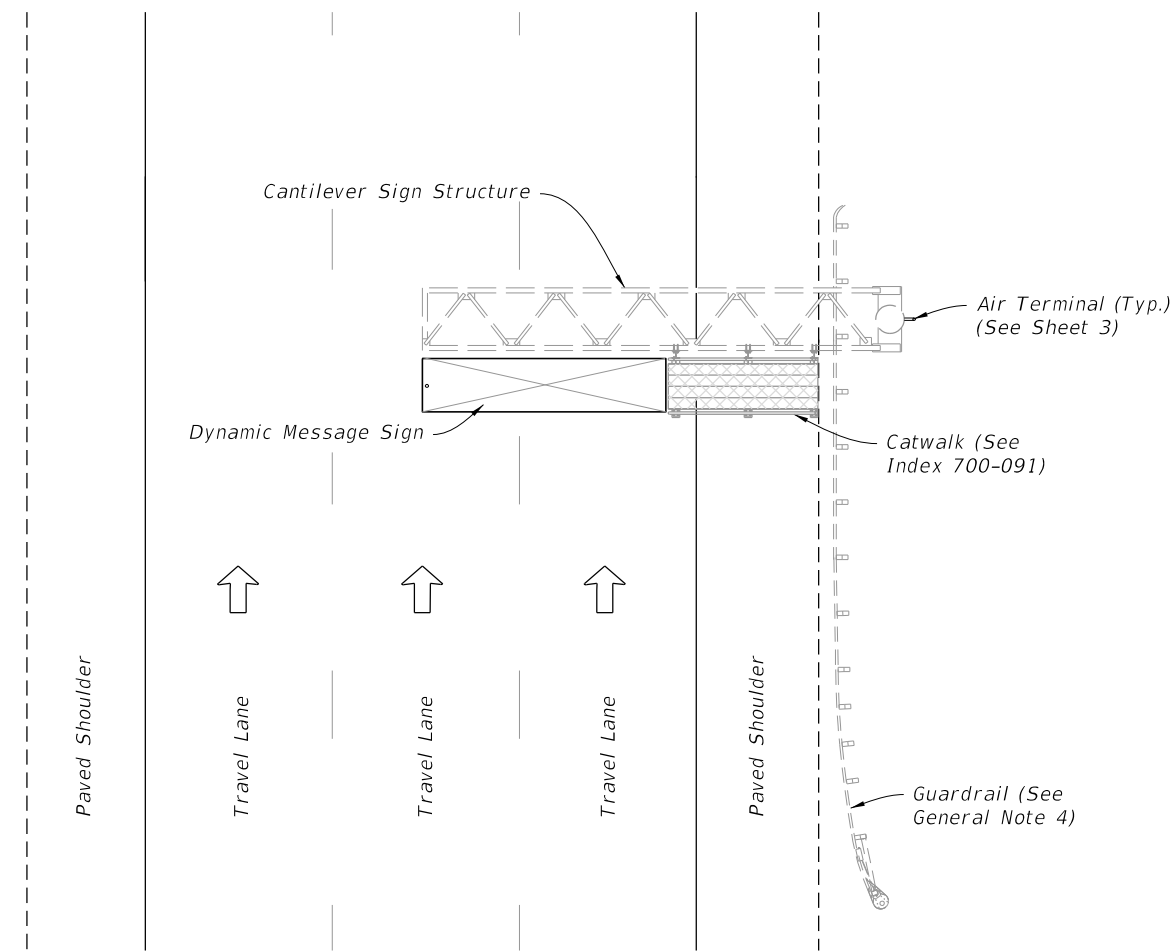 Cantilever Sign Structure
Air Terminal (Typ.)
(See Sheet 3)
Dynamic Message Sign
Catwalk (See
Index 700-091)
Paved Shoulder
Travel Lane
Travel Lane
Travel Lane
Paved Shoulder
Guardrail (See
General Note 4)